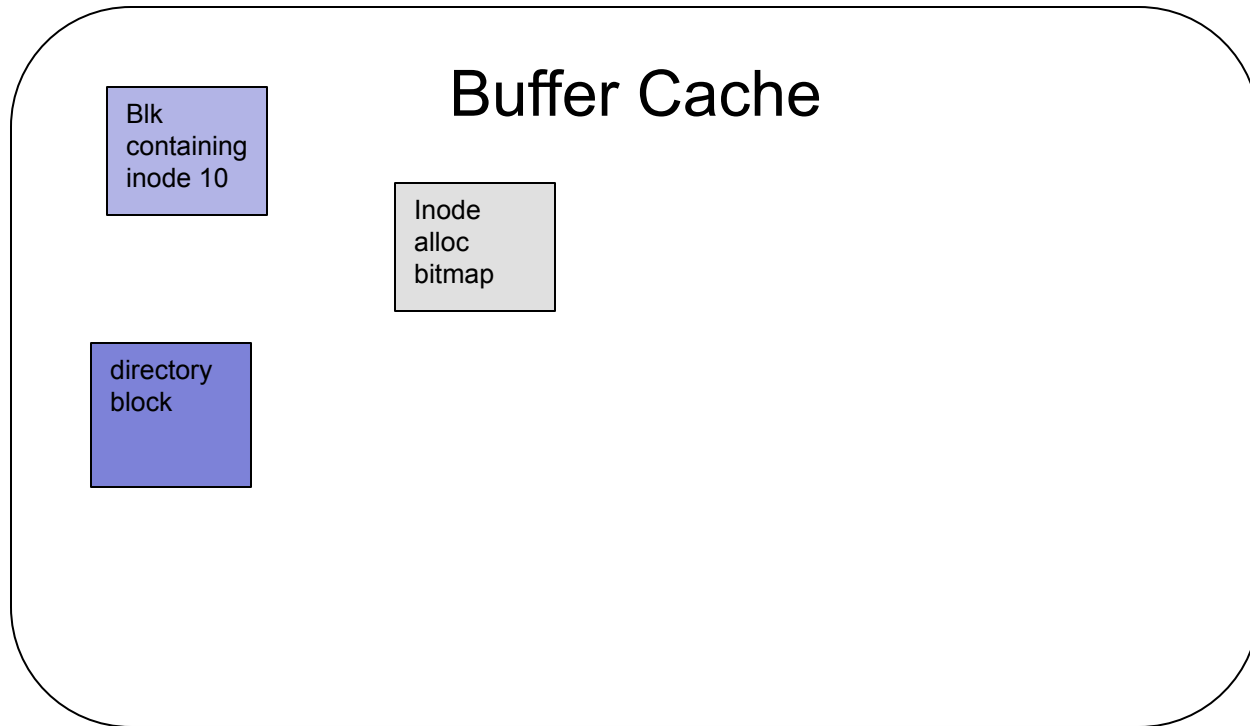 Buffer Cache
Blk
containing
inode 10
Inode
alloc
bitmap
directory
block